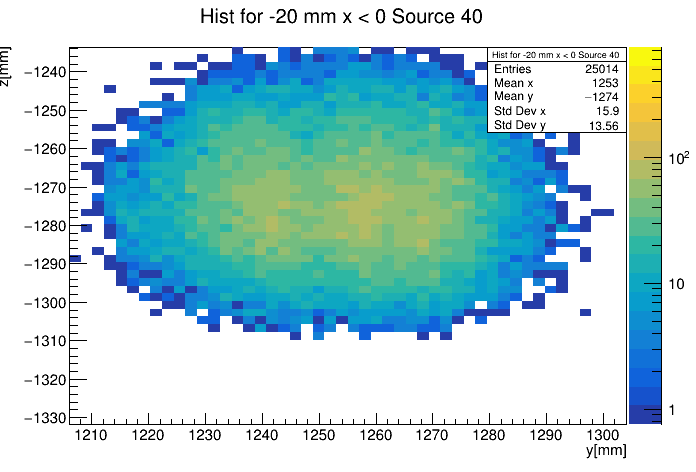 Hist for -20 mm x < 0 Source 40
z[mm]
Hist for -20 mm x < 0 Source 40
Entries 25014
Mean x 1253
Mean y −1274
Std Dev x 15.9
Std Dev y 13.56
−1240
−1250
−1260
−1270
−1280
−1290
−1300
−1310
−1320
−1330
1210 1220 1230 1240 1250 1260 1270 1280 1290 1300
y[mm]
10²
10
1